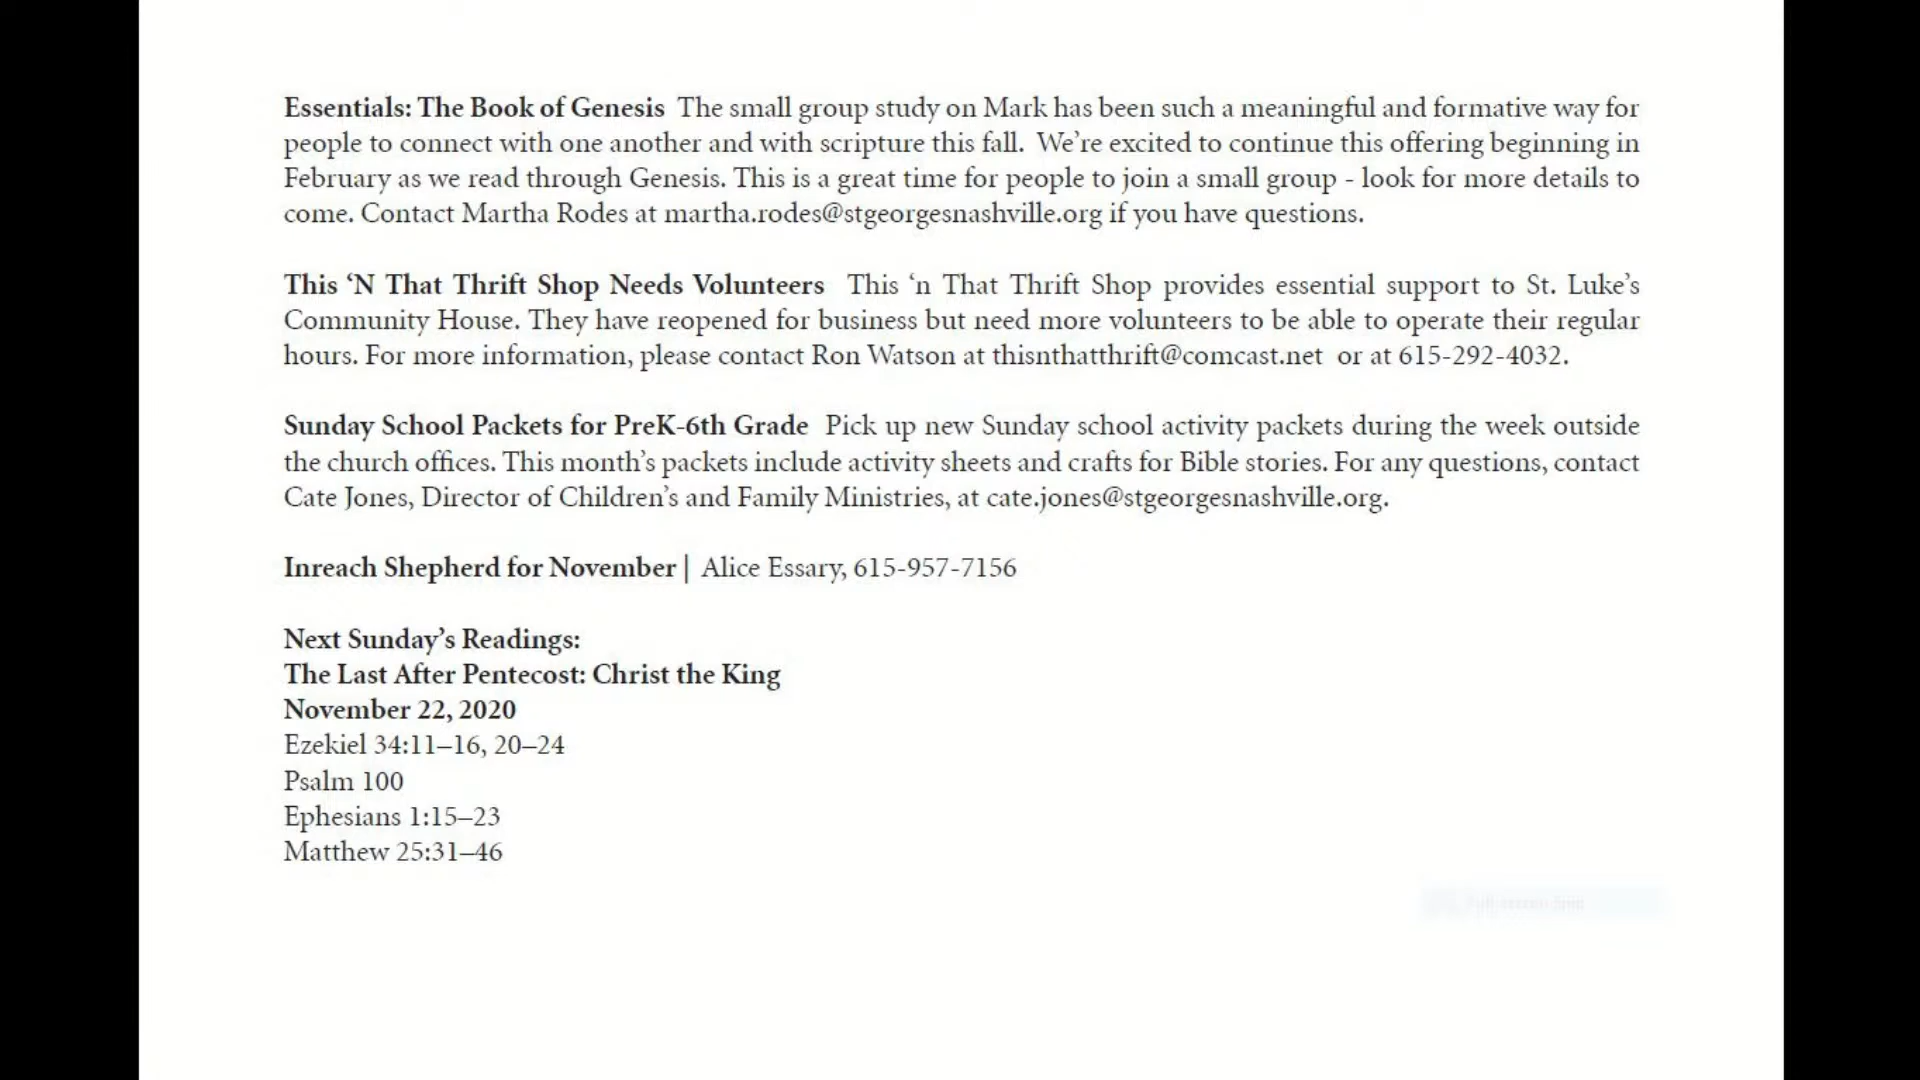 Essentials: The Book of Genesis  The small group study on Mark has been such a meaningful and formative way for
people to connect with one another and with scripture this fall.  We’re excited to continue this offering beginning in
February as we read through Genesis. This is a great time for people to join a small group - look for more details to
come. Contact Martha Rodes at martha.rodes@stgeorgesnashville.org if you have questions.
This ‘N That Thrift Shop Needs Volunteers  This ‘n That Thrift Shop provides essential support to St. Luke’s
Community House. They have reopened for business but need more volunteers to be able to operate their regular
hours. For more information, please contact Ron Watson at thisnthatthrift@comcast.net  or at 615-292-4032.
Sunday School Packets for PreK-6th Grade  Pick up new Sunday school activity packets during the week outside
the church offices. This month’s packets include activity sheets and crafts for Bible stories. For any questions, contact
Cate Jones, Director of Children’s and Family Ministries, at cate.jones@stgeorgesnashville.org.
Inreach Shepherd for November | Alice Essary, 615-957-7156
Next Sunday’s Readings:
The Last After Pentecost: Christ the King
November 22, 2020
Ezekiel 34:11–16, 20–24
Psalm 100
Ephesians 1:15–23
Matthew 25:31–46